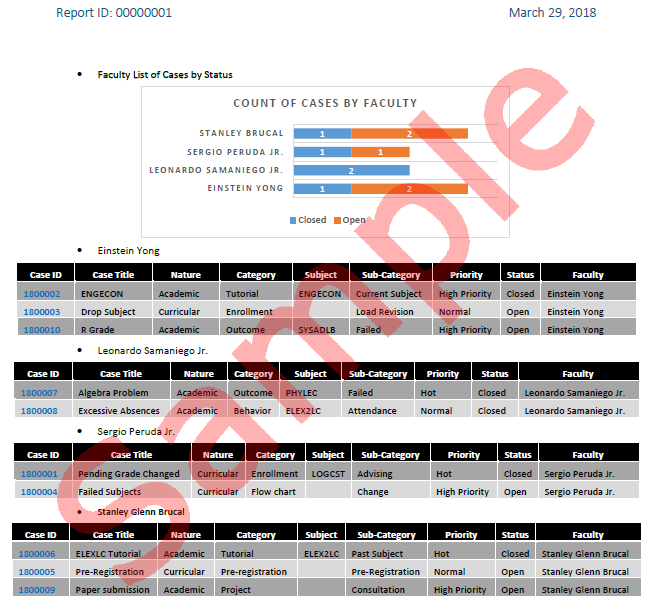 Report ID: 00000001 March 29, 2018
• Faculty List of Cases by Status
COUNT OF CASES BY FACULTY
STANLEY BRUCAL 1 2
SERGIO PERUDA JR. 1 1
LEONARDO SAMANIEGO JR. 2
EINSTEIN YONG 1 2
Closed Open
• Einstein Yong
Case ID Case Title Nature Category Subject Sub-Category Priority Status Faculty
1800002 ENGECON Academic Tutorial ENGECON Current Subject High Priority Closed Einstein Yong
1800003 Drop Subject Curricular Enrollment Load Revision Normal Open Einstein Yong
1800010 R Grade Academic Outcome SYSADLB Failed High Priority Open Einstein Yong
• Leonardo Samaniego Jr.
Case ID Case Title Nature Category Subject Sub-Category Priority Status Faculty
1800007 Algebra Problem Academic Outcome PHYLEC Failed Hot Closed Leonardo Samaniego Jr.
1800008 Excessive Absences Academic Behavior ELEX2LC Attendance Normal Closed Leonardo Samaniego Jr.
• Sergio Peruda Jr.
Case ID Case Title Nature Category Subject Sub-Category Priority Status Faculty
1800001 Pending Grade Changed Curricular Enrollment LOGCST Advising Hot Closed Sergio Peruda Jr.
1800004 Failed Subjects Curricular Flow chart Change High Priority Open Sergio Peruda Jr.
• Stanley Glenn Brucal
Case ID Case Title Nature Category Subject Sub-Category Priority Status Faculty
1800006 ELEXLC Tutorial Academic Tutorial ELEX2LC Past Subject Hot Closed Stanley Glenn Brucal
1800005 Pre-Registration Curricular Pre-registration Pre-Registration Normal Open Stanley Glenn Brucal
1800009 Paper submission Academic Project Consultation High Priority Open Stanley Glenn Brucal
Sample